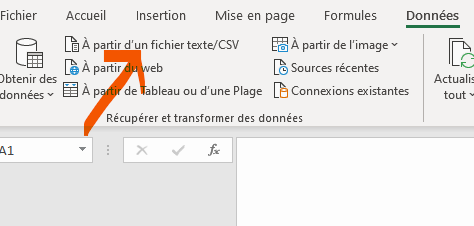 Fichier Accueil Insertion Mise en page Formules Données
À partir d'un fichier texte/CSV À partir de l'image
À partir du web Sources récentes
Obtenir des données À partir de Tableau ou d'une Plage Connexions existantes Actualis tout
Récupérer et transformer des données
A1 fx